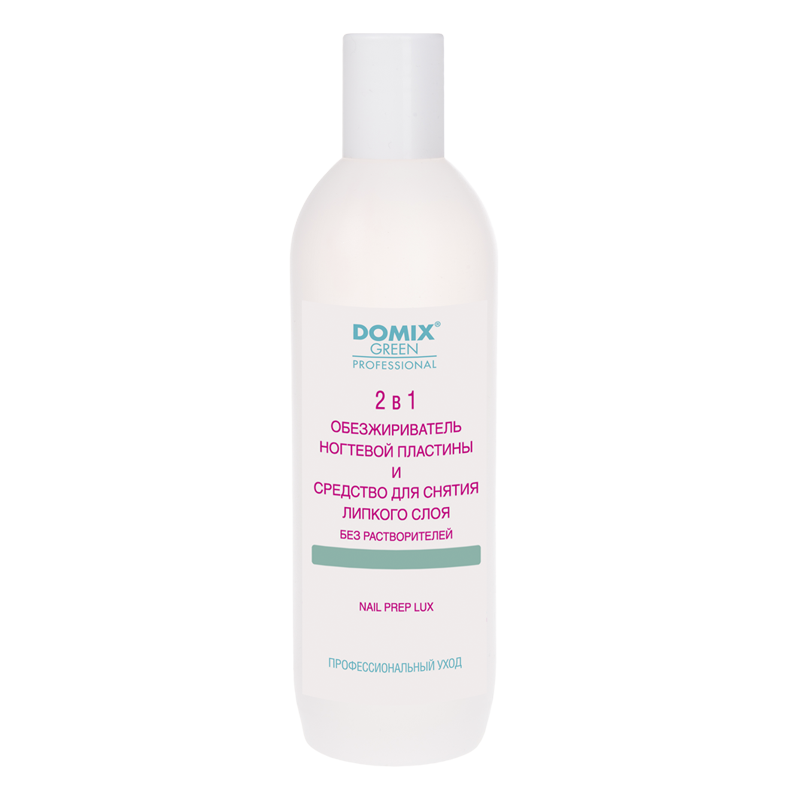 DOMIX®
GREEN
PROFESSIONAL
2 в 1
ОБЕЗЖИРИВАТЕЛЬ
НОГТЕВОЙ ПЛАСТИНЫ
И
СРЕДСТВО ДЛЯ СНЯТИЯ
ЛИПКОГО СЛОЯ
БЕЗ РАСТВОРИТЕЛЕЙ
NAIL PREP LUX
ПРОФЕССИОНАЛЬНЫЙ УХОД